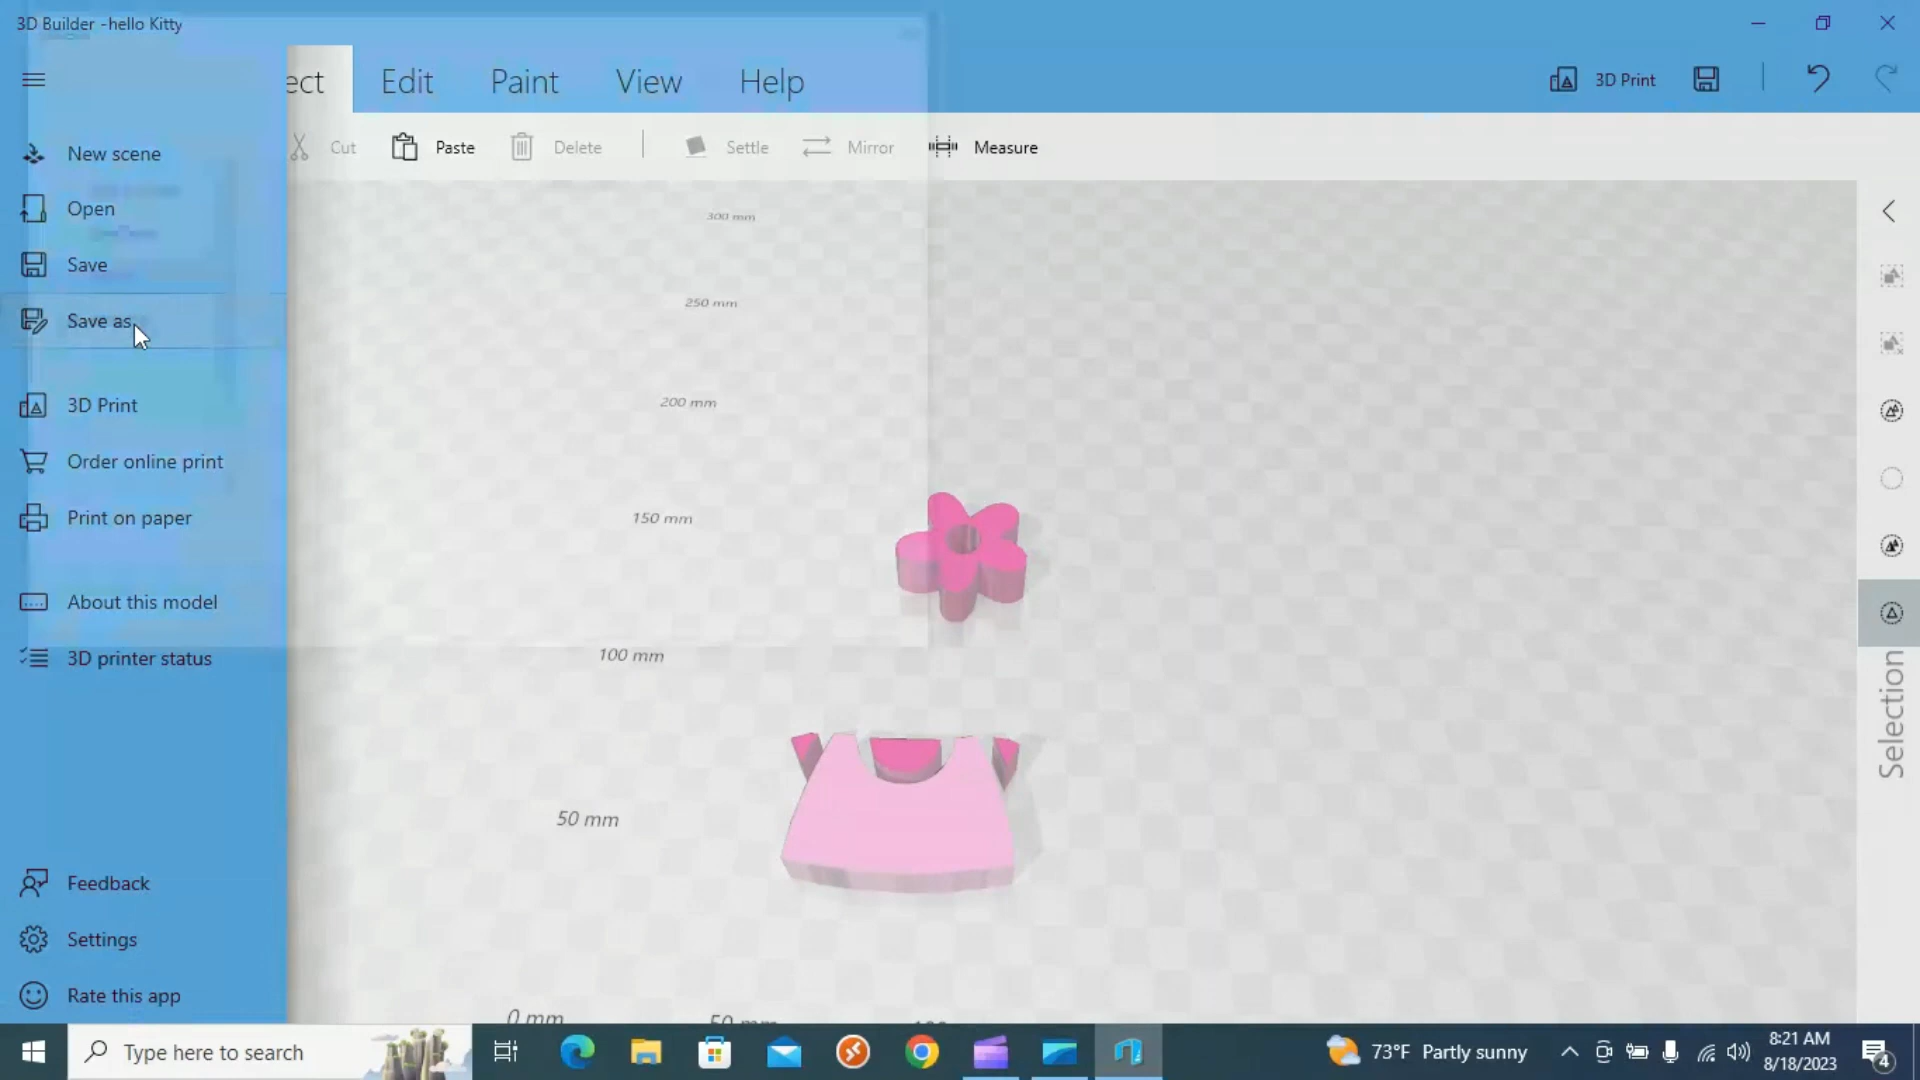 3D Builder -hello Kitty
ect
Edit
Paint
View
Help
3D Print
Cut
Paste
Delete
Settle
Mirror
Measure
New scene
Open
Save
Save as
3D Print
Order online print
Print on paper
About this model
3D printer status
Feedback
Settings
Rate this app
300 mm
250 mm
200 mm
150 mm
100 mm
50 mm
0 mm
50 mm
Selection
Type here to search
73°F Partly sunny
8:21 AM
8/18/2023
4